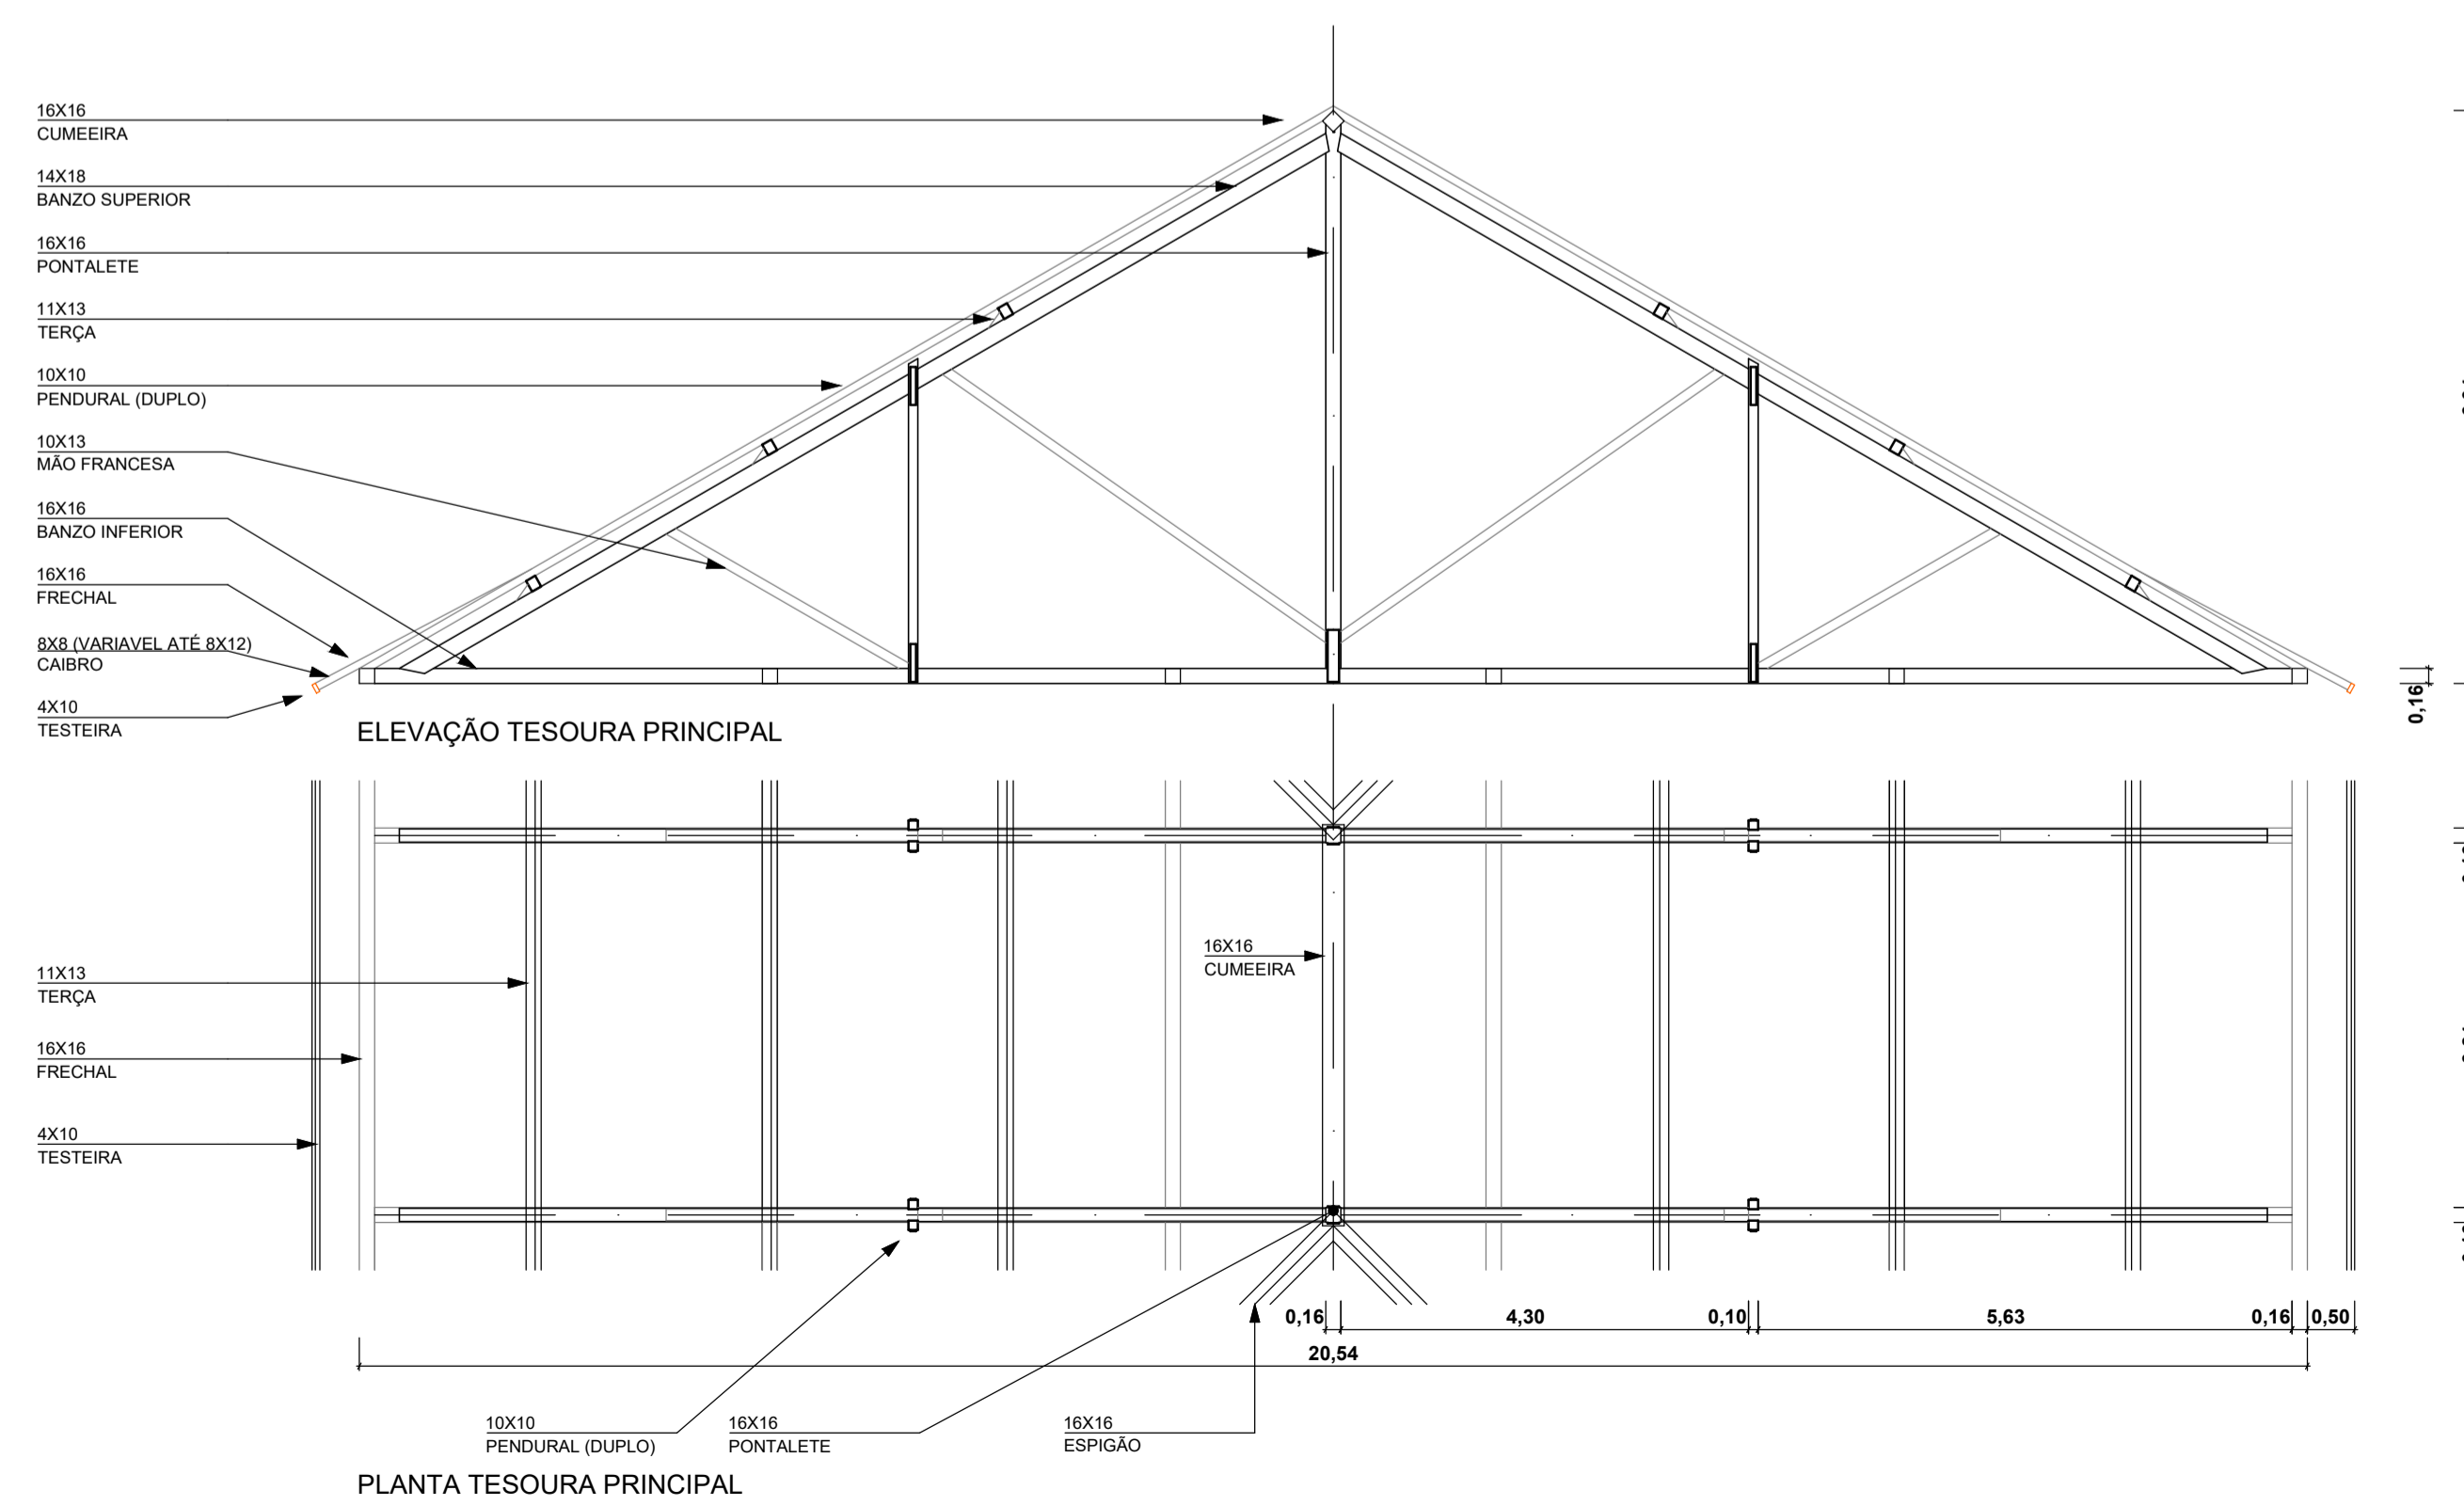 16X16
CUMEEIRA
14X18
BANZO SUPERIOR
16X16
PONTALETE
11X13
TERÇA
10X10
PENDURAL (DUPLO)
10X13
MÃO FRANCESA
16X16
BANZO INFERIOR
16X16
FRECHAL
8X8 (VARIAVEL ATÉ 8X12)
CAIBRO
4X10
TESTEIRA
0,16
ELEVAÇÃO TESOURA PRINCIPAL
16X16
CUMEEIRA
11X13
TERÇA
16X16
FRECHAL
4X10
TESTEIRA
0,16 4,30 0,10 5,63 0,16 0,50
20,54
10X10
PENDURAL (DUPLO)
16X16
PONTALETE
16X16
ESPIGÃO
PLANTA TESOURA PRINCIPAL